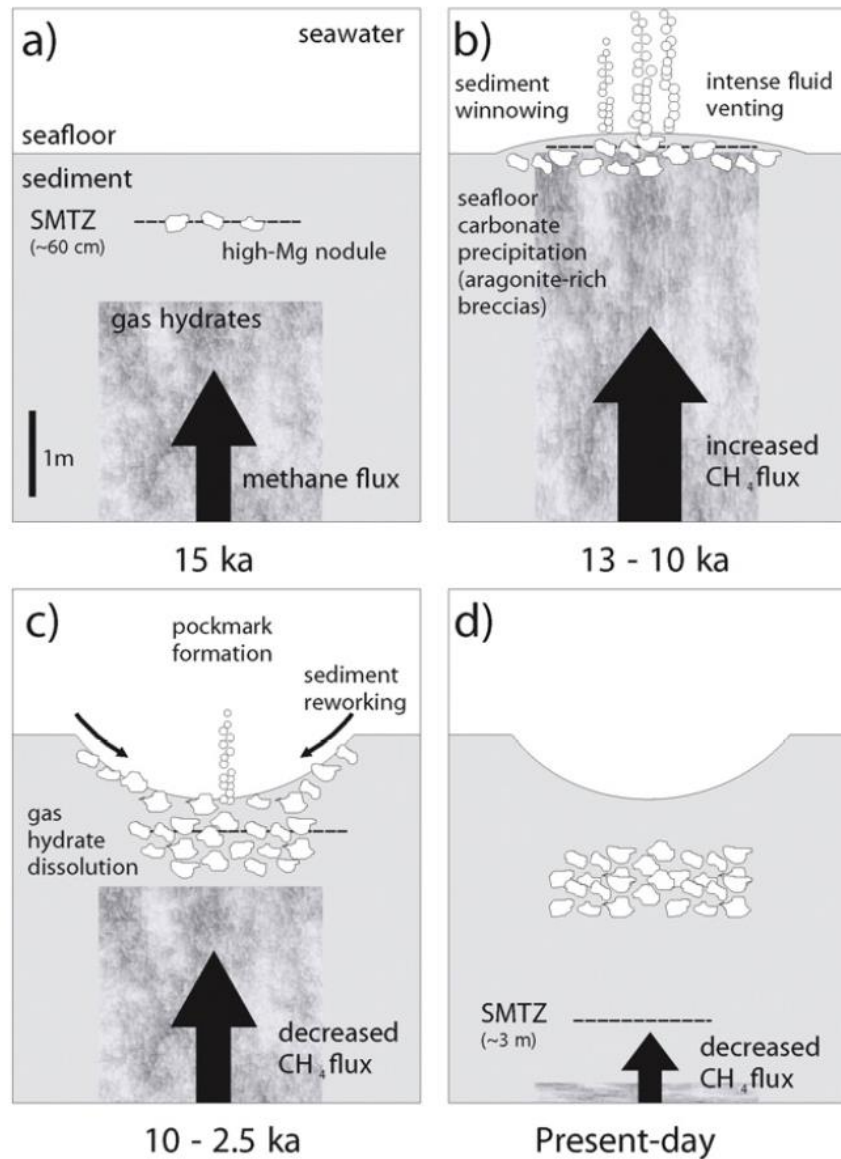 a)
seawater
seafloor
sediment
SMTZ
(~60 cm)
high-Mg nodule
gas hydrates
1m
methane flux
15 ka
b)
sediment
winnowing
intense fluid
venting
seafloor
carbonate
precipitation
(aragonite-rich
breccias)
increased
CH4 flux
13 - 10 ka
c)
pockmark
formation
sediment
reworking
gas
hydrate
dissolution
decreased
CH4 flux
10 - 2.5 ka
d)
SMTZ
(~3 m)
decreased
CH4 flux
Present-day